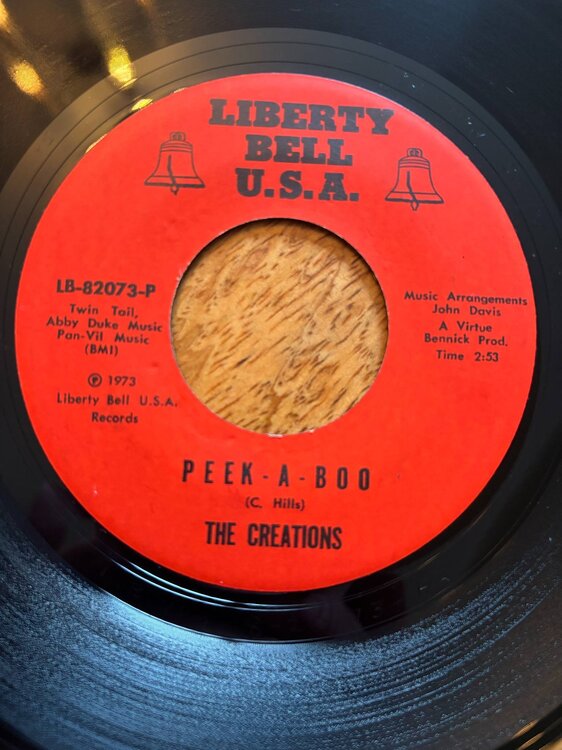 LIBERTY
BELL
U.S.A.
LB-82073-P
Twin Tail,
Abby Duke Music
Pan-Vil Music
(BMI)
Ⓟ 1973
Liberty Bell U.S.A.
Records
Music Arrangements
John Davis
A Virtue
Bennick Prod.
Time 2:53
PEEK-A-BOO
(C. Hills)
THE CREATIONS